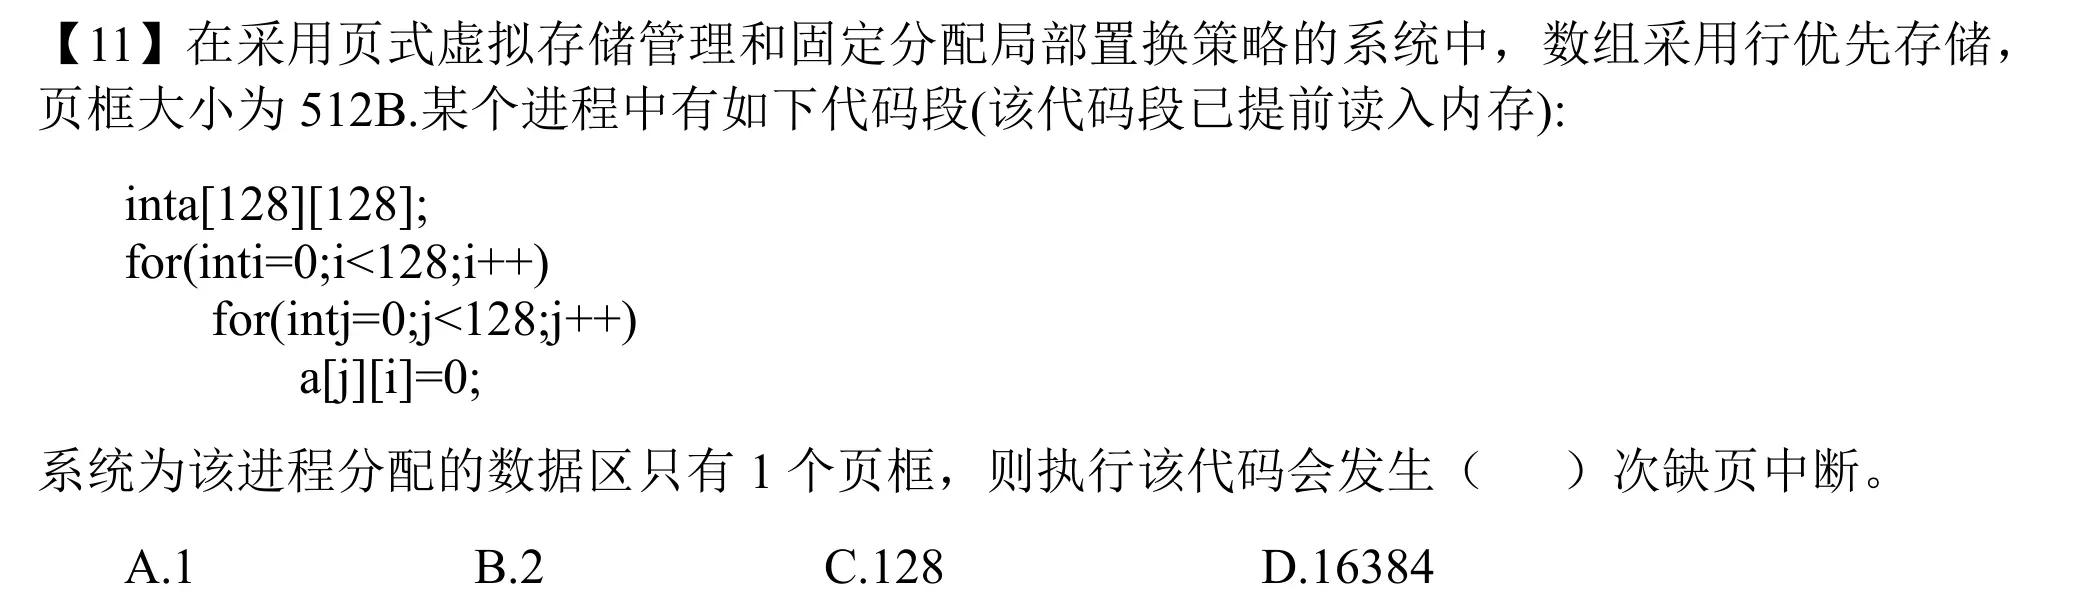 【11】在采用页式虚拟存储管理和固定分配局部置换策略的系统中，数组采用行优先存储，
页框大小为 512B.某个进程中有如下代码段(该代码段已提前读入内存):
inta[128][128];
for(inti=0;i<128;i++)
for(intj=0;j<128;j++)
a[j][i]=0;
系统为该进程分配的数据区只有 1 个页框，则执行该代码会发生（ ）次缺页中断。
A.1 B.2 C.128 D.16384